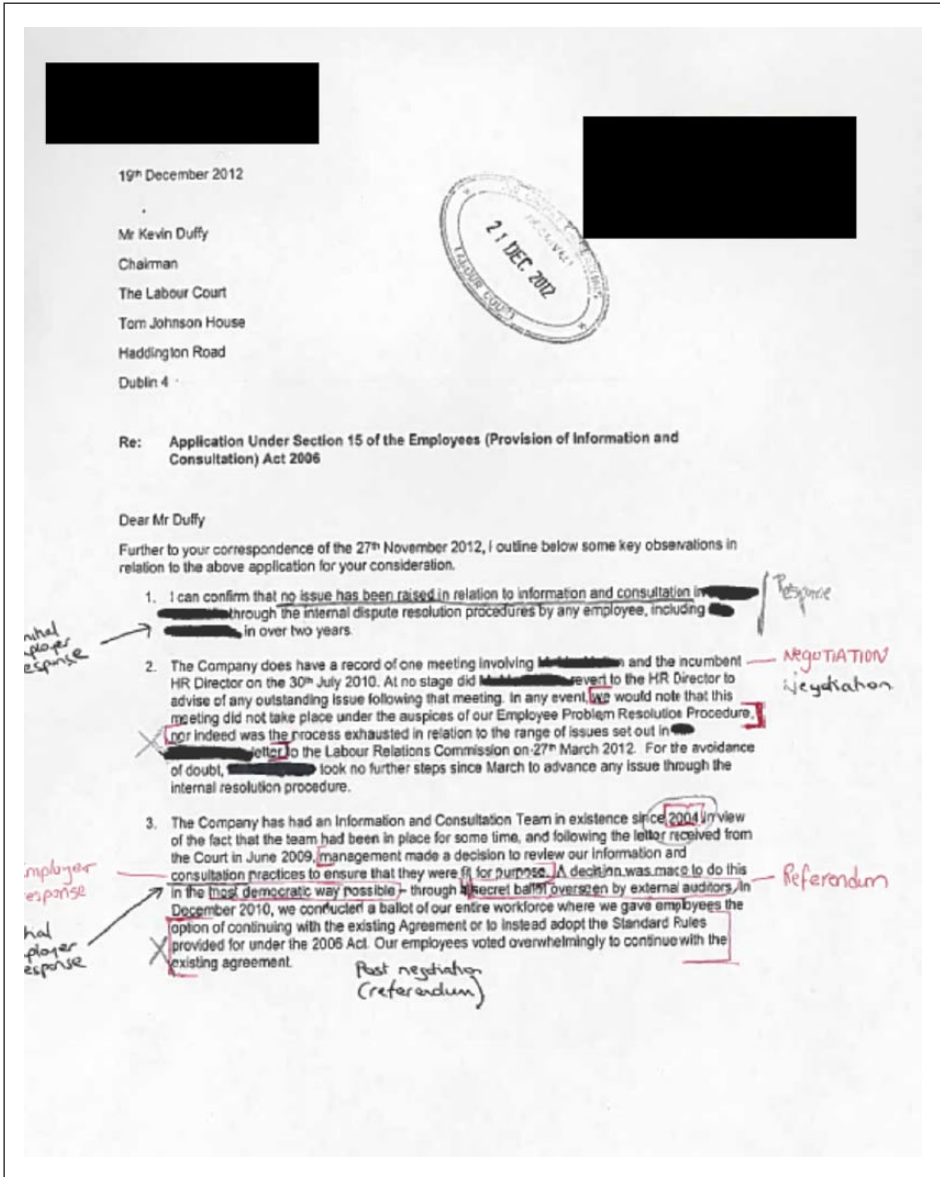 19th December 2012
21 DEC 2012
LABOUR COURT
Mr Kevin Duffy
Chairman
The Labour Court
Tom Johnson House
Haddington Road
Dublin 4
Re: Application Under Section 15 of the Employees (Provision of Information and
Consultation) Act 2006
Dear Mr Duffy
Further to your correspondence of the 27th November 2012, I outline below some key observations in
relation to the above application for your consideration.
1. I can confirm that no issue has been raised in relation to information and consultation in
through the internal dispute resolution procedures by any employee, including
in over two years.
Response
nitial
ployer
esponse
2. The Company does have a record of one meeting involving and the incumbent
HR Director on the 30th July 2010. At no stage did revert to the HR Director to
advise of any outstanding issue following that meeting. In any event, we would note that this
meeting did not take place under the auspices of our Employee Problem Resolution Procedure,
nor indeed was the process exhausted in relation to the range of issues set out in
letter to the Labour Relations Commission on 27th March 2012. For the avoidance
of doubt, took no further steps since March to advance any issue through the
internal resolution procedure.
NEGOTIATION
Negotiation
3. The Company has had an Information and Consultation Team in existence since 2004 in view
of the fact that the team had been in place for some time, and following the letter received from
the Court in June 2009, management made a decision to review our information and
consultation practices to ensure that they were fit for purpose. A decision was made to do this
in the most democratic way possible – through a secret ballot overseen by external auditors. In
December 2010, we conducted a ballot of our entire workforce where we gave employees the
option of continuing with the existing Agreement or to instead adopt the Standard Rules
provided for under the 2006 Act. Our employees voted overwhelmingly to continue with the
existing agreement.
mployer
esponse
Referendum
tial
ployer
esponse
Post negotiation
(referendum)